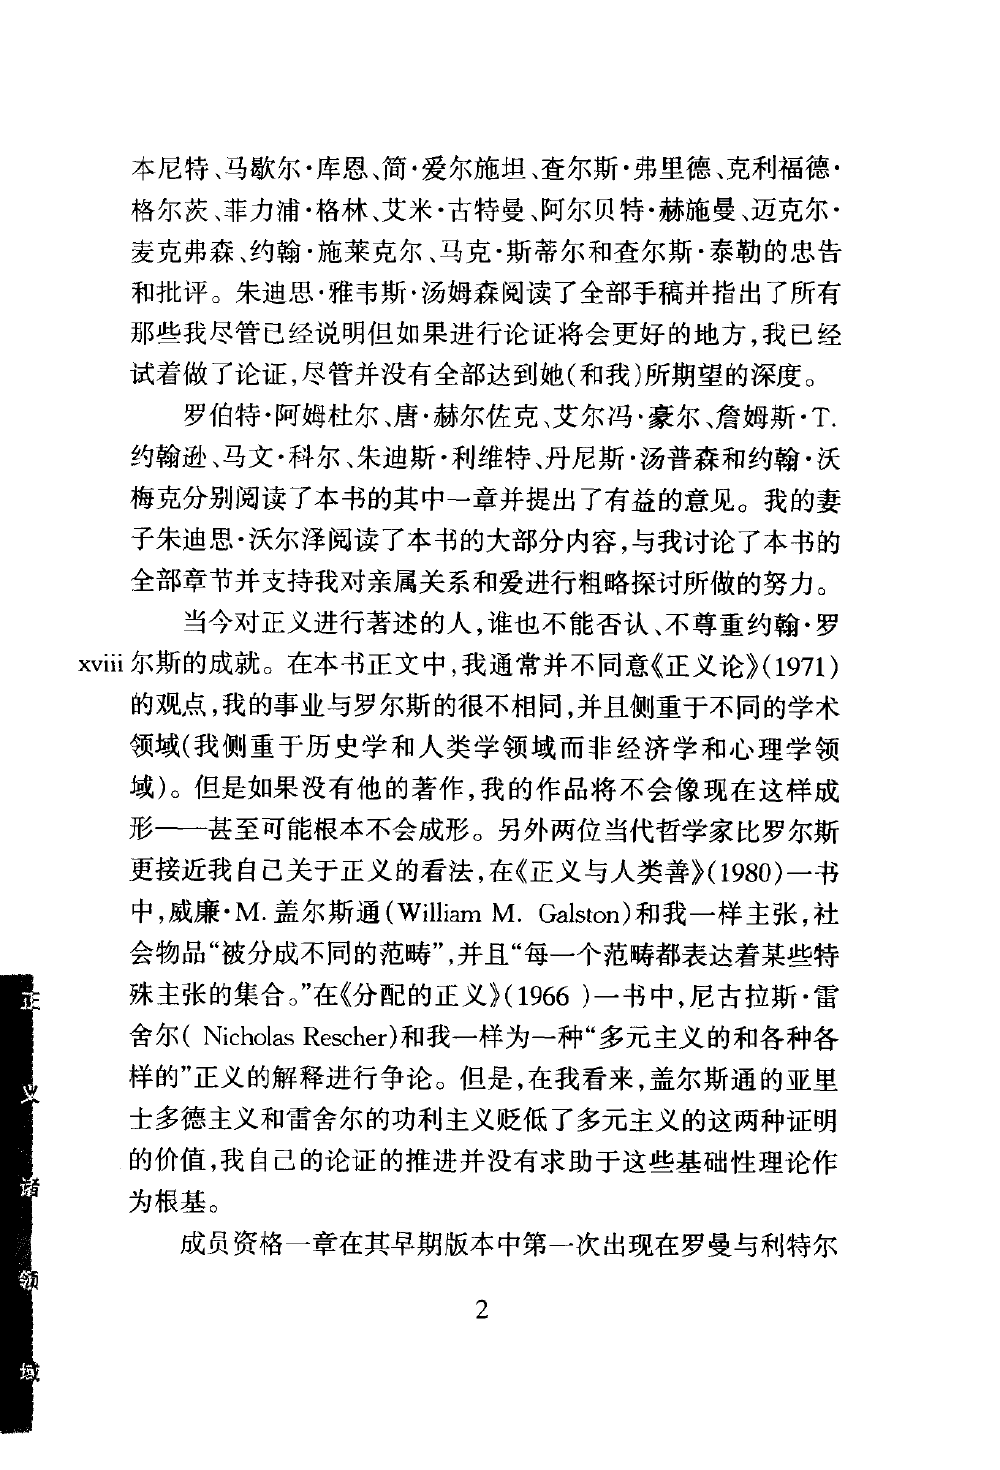 本尼特、马歇尔·库恩、简·爱尔施坦、查尔斯·弗里德、克利福德·
格尔茨、菲力浦·格林、艾米·古特曼、阿尔贝特·赫施曼、迈克尔·
麦克弗森、约翰·施莱克尔、马克·斯蒂尔和查尔斯·泰勒的忠告
和批评。朱迪思·雅韦斯·汤姆森阅读了全部手稿并指出了所有
那些我尽管已经说明但如果进行论证将会更好的地方,我已经
试着做了论证,尽管并没有全部达到她(和我)所期望的深度。
罗伯特·阿姆杜尔、唐·赫尔佐克、艾尔冯·豪尔、詹姆斯·T.
约翰逊、马文·科尔、朱迪斯·利维特、丹尼斯·汤普森和约翰·沃
梅克分别阅读了本书的其中一章并提出了有益的意见。我的妻
子朱迪思·沃尔泽阅读了本书的大部分内容,与我讨论了本书的
全部章节并支持我对亲属关系和爱进行粗略探讨所做的努力。
当今对正义进行著述的人,谁也不能否认、不尊重约翰·罗
xviii 尔斯的成就。在本书正文中,我通常并不同意《正义论》(1971)
的观点,我的事业与罗尔斯的很不相同,并且侧重于不同的学术
领域(我侧重于历史学和人类学领域而非经济学和心理学领
域)。但是如果没有他的著作,我的作品将不会像现在这样成
形——甚至可能根本不会成形。另外两位当代哲学家比罗尔斯
更接近我自己关于正义的看法,在《正义与人类善》(1980)一书
中,威廉·M.盖尔斯通(William M. Galston)和我一样主张,社
会物品“被分成不同的范畴”,并且“每一个范畴都表达着某些特
殊主张的集合。”在《分配的正义》(1966 )一书中,尼古拉斯·雷
舍尔( Nicholas Rescher)和我一样为一种“多元主义的和各种各
样的”正义的解释进行争论。但是,在我看来,盖尔斯通的亚里
士多德主义和雷舍尔的功利主义贬低了多元主义的这两种证明
的价值,我自己的论证的推进并没有求助于这些基础性理论作
为根基。
成员资格一章在其早期版本中第一次出现在罗曼与利特尔
2
正
义
诸
领
域